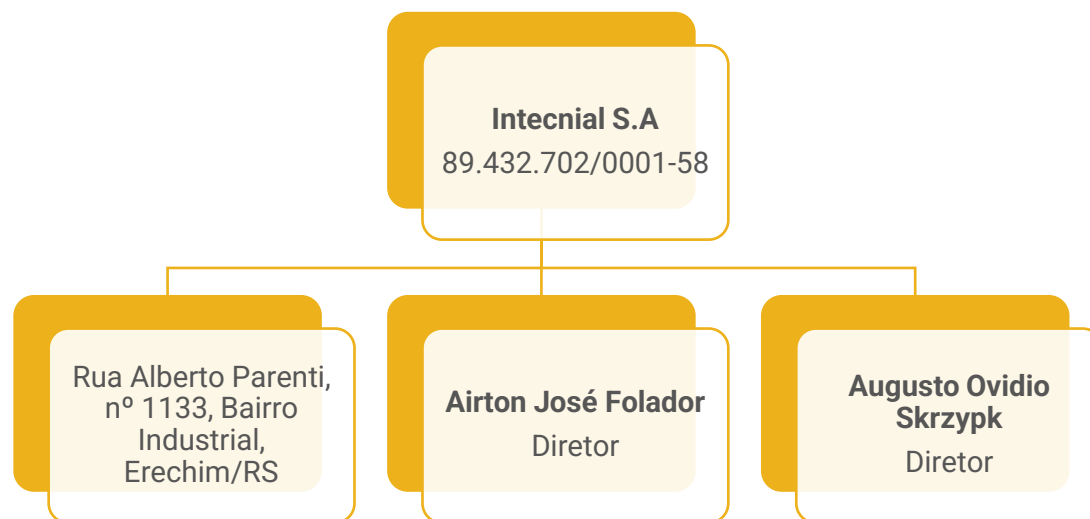 Intecnial S.A
89.432.702/0001-58
Rua Alberto Parenti,
nº 1133, Bairro
Industrial,
Erechim/RS
Airton José Folador
Diretor
Augusto Ovidio
Skrzypk
Diretor